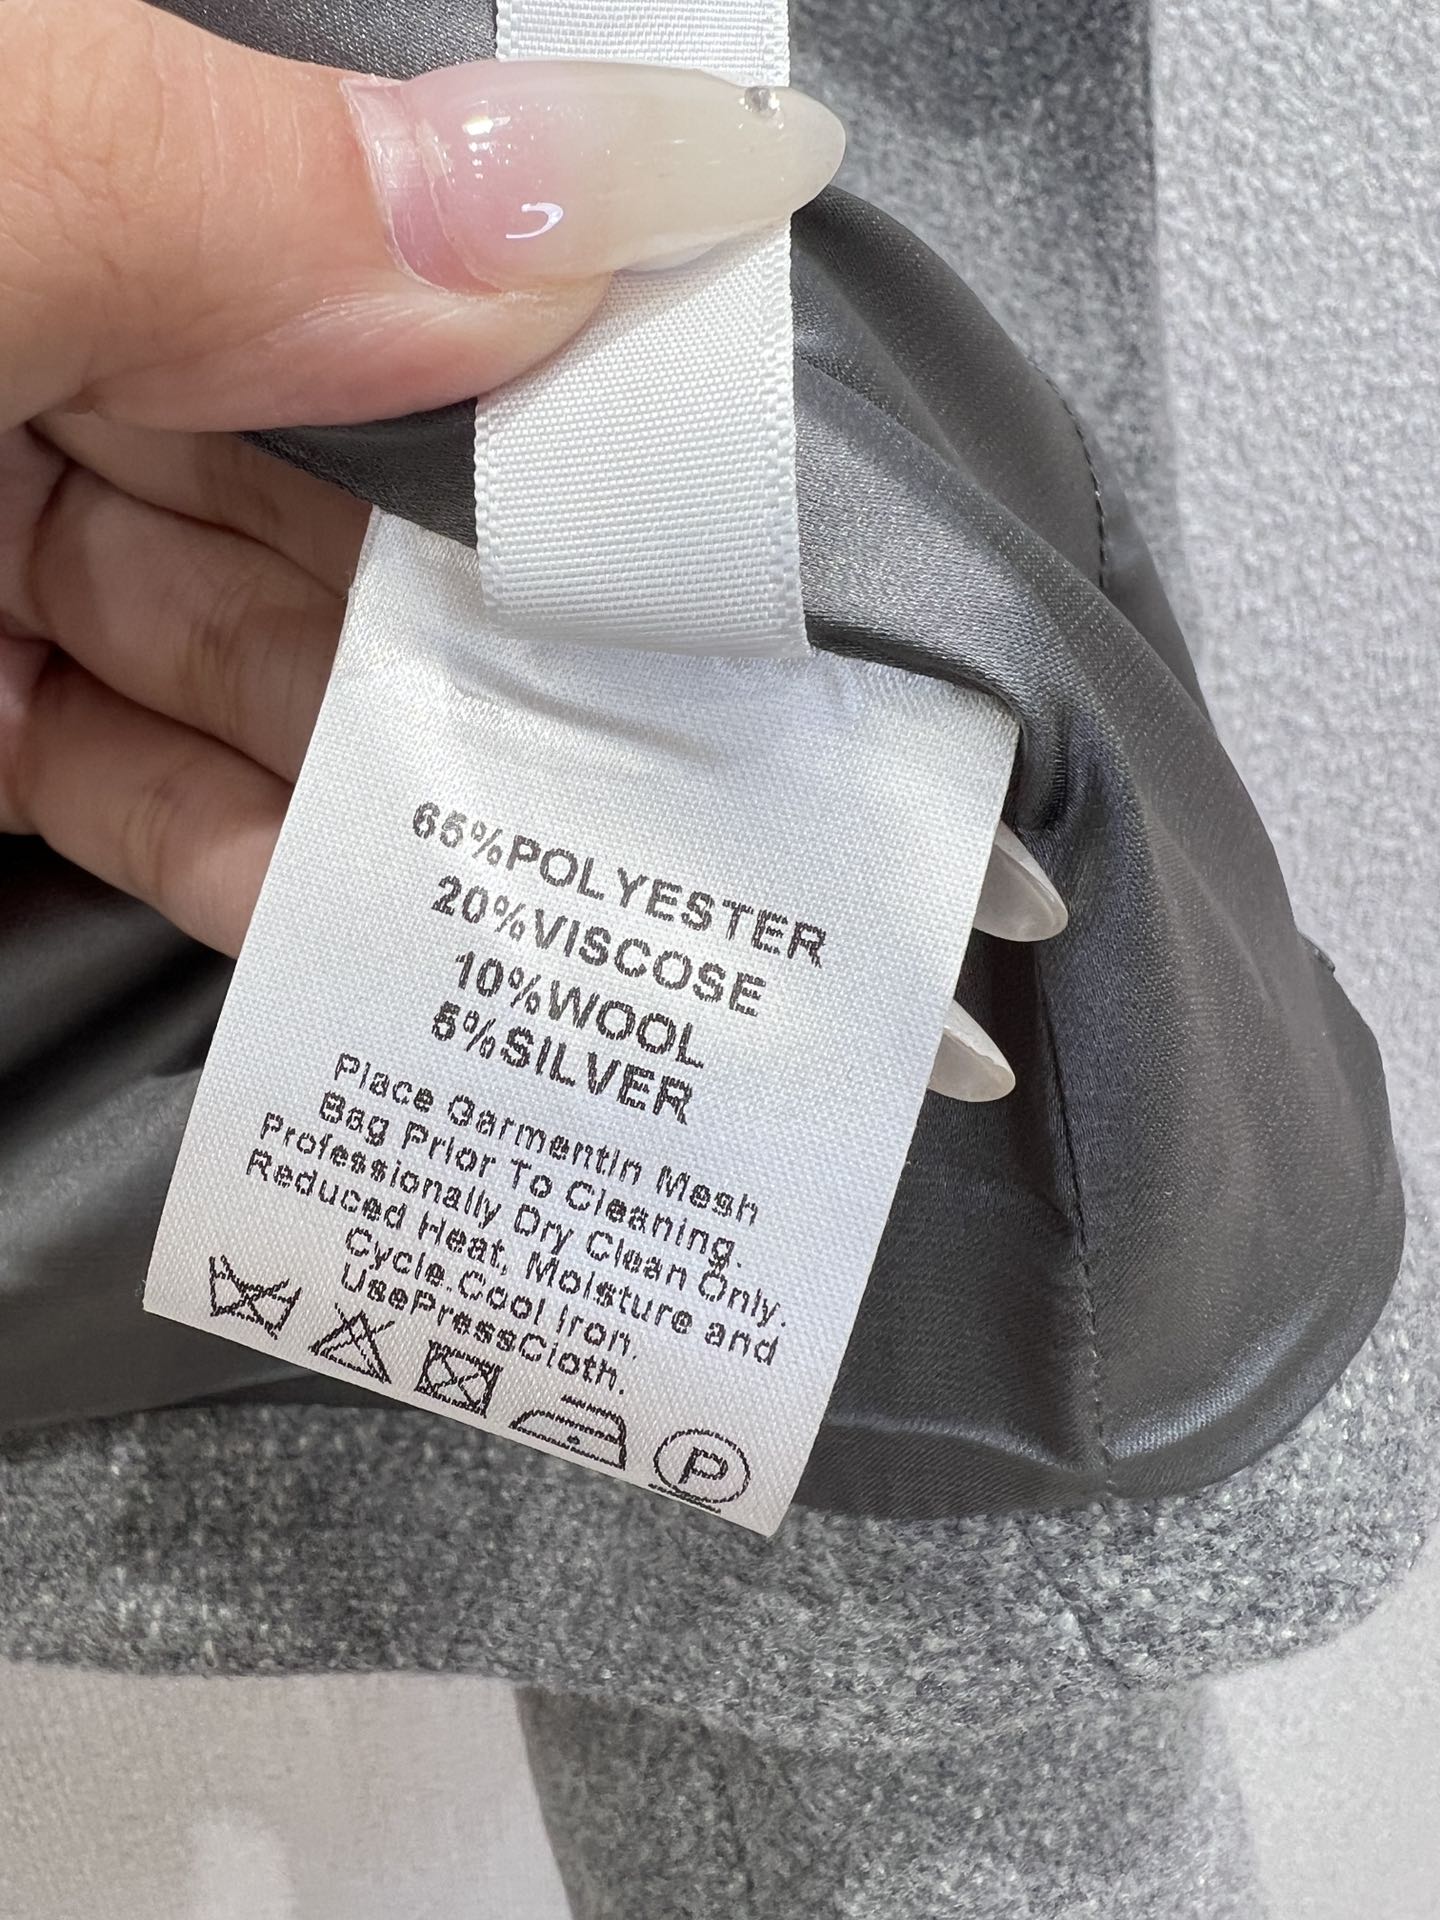 65%POLYESTER
20%VISCOSE
10%WOOL
5%SILVER
Place GarmentIn Mesh
Bag Prior To Cleaning.
Professionally Dry Clean Only.
Reduced Heat, Moisture and
Cycle.Cool Iron.
UsePressCloth.
P